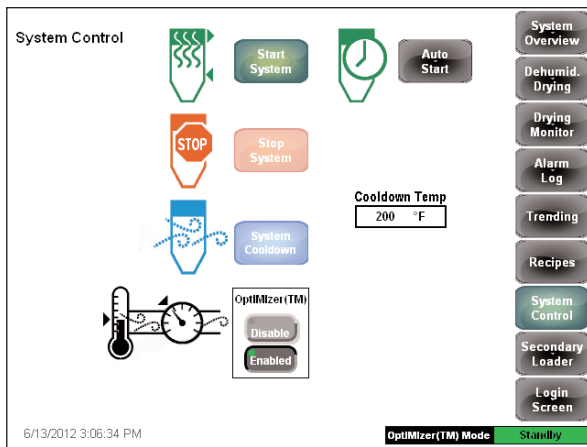 System Control
Start
System
Auto
Start
STOP
Stop
System
Cooldown Temp
200 °F
System
Cooldown
OptiMizer(TM)
Disable
Enabled
System
Overview
Dehumid.
Drying
Drying
Monitor
Alarm
Log
Trending
Recipes
System
Control
Secondary
Loader
Login
Screen
6/13/2012 3:06:34 PM
OptiMizer(TM) Mode
Standby